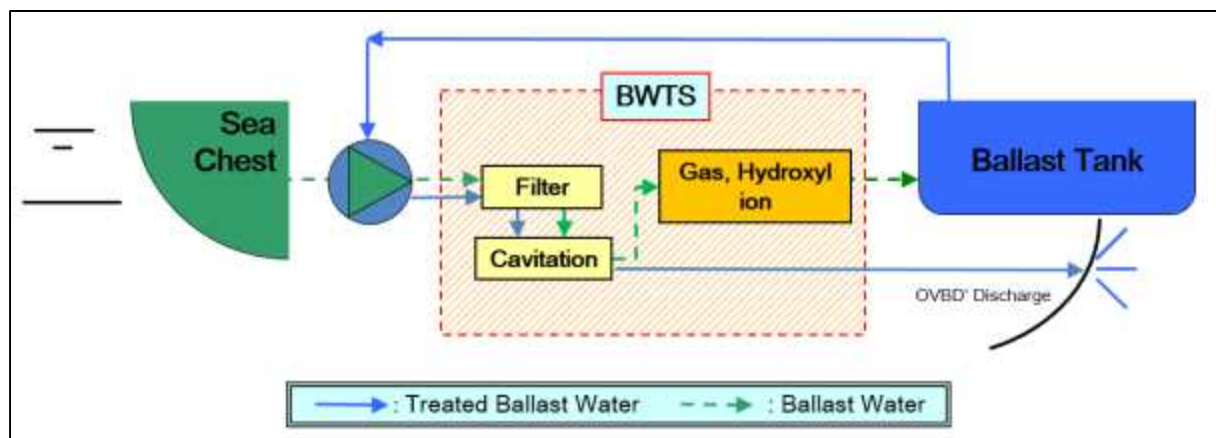 BWTS
Sea
Chest
Ballast Tank
Filter
Gas, Hydroxyl
ion
Cavitation
OVBD' Discharge
: Treated Ballast Water
: Ballast Water